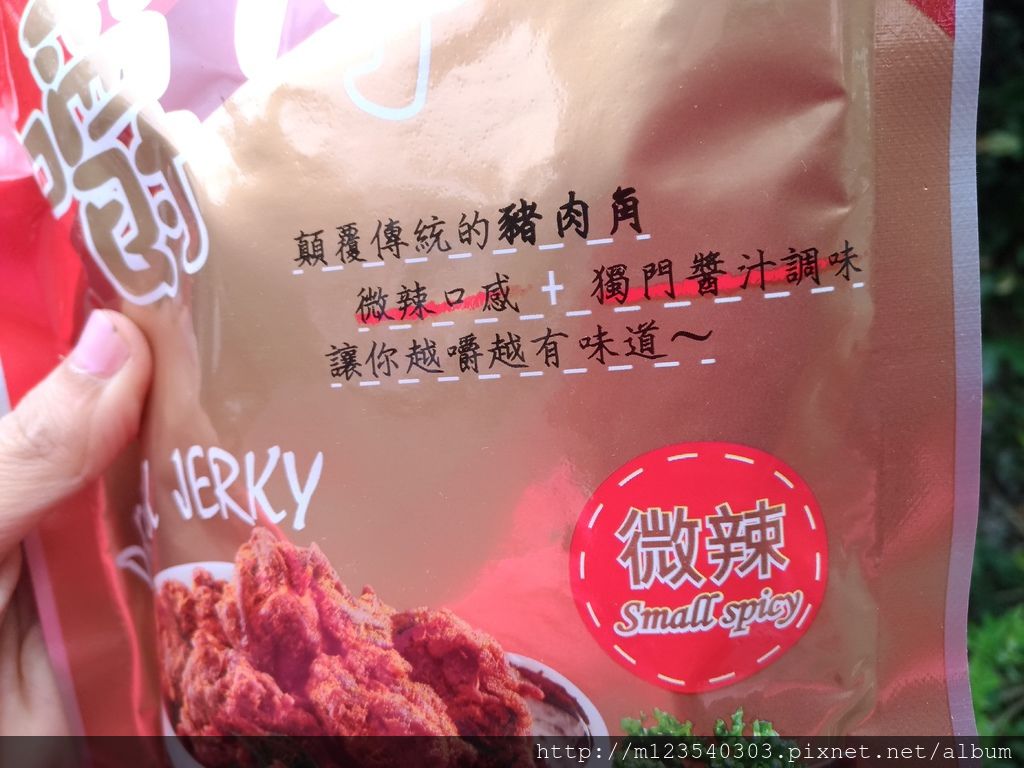 嚼
顛覆傳統的豬肉角
微辣口感 + 獨門醬汁調味
讓你越嚼越有味道～
JERKY
微辣
Small spicy
http://m123540303.pixnet.net/album